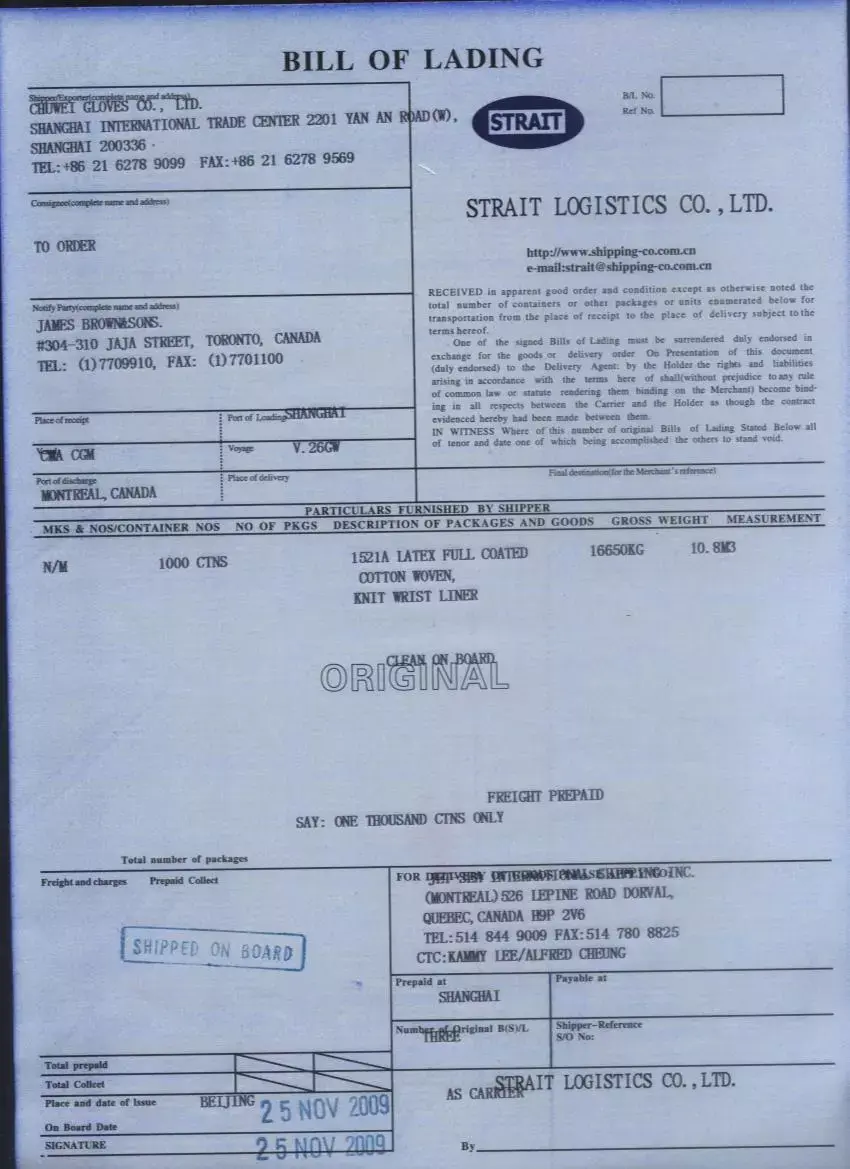 BILL OF LADING
Shipper/Exporter(complete name and address)
CHUWEI GLOVES CO., LTD.
SHANGHAI INTERNATIONAL TRADE CENTER 2201 YAN AN ROAD(W),
SHANGHAI 200336
TEL:+86 21 6278 9099 FAX:+86 21 6278 9569
B/L No.
Ref No.
STRAIT
STRAIT LOGISTICS CO.,LTD.
http://www.shipping-co.com.cn
e-mail:strait@shipping-co.com.cn
Consignee(complete name and address)
TO ORDER
Notify Party(complete name and address)
JAMES BROWN&SONS.
#304-310 JAJA STREET, TORONTO, CANADA
TEL: (1)7709910, FAX: (1)7701100
RECEIVED in apparent good order and condition except as otherwise noted the
total number of containers or other packages or units enumerated below for
transportation from the place of receipt to the place of delivery subject to the
terms hereof.
One of the signed Bills of Lading must be surrendered duly endorsed in
exchange for the goods or delivery order On Presentation of this document
(duly endorsed) to the Delivery Agent: by the Holder the rights and liabilities
arising in accordance with the terms here of shall(without prejudice to any rule
of common law or statute rendering them binding on the Merchant) become bind-
ing in all respects between the Carrier and the Holder as though the contract
evidenced hereby had been made between them.
IN WITNESS Where of this number of original Bills of Lading Stated Below all
of tenor and date one of which being accomplished the others to stand void.
Place of receipt
Port of Loading SHANGHAI
CMA CGM
Voyage V.26GW
Port of discharge
MONTREAL, CANADA
Place of delivery
Final destination(for the Merchant's reference)
PARTICULARS FURNISHED BY SHIPPER
MKS & NOS/CONTAINER NOS NO OF PKGS DESCRIPTION OF PACKAGES AND GOODS GROSS WEIGHT MEASUREMENT
N/M 1000 CTNS 1521A LATEX FULL COATED 16650KG 10.8M3
COTTON WOVEN,
KNIT WRIST LINER
CLEAN ON BOARD
ORIGINAL
FREIGHT PREPAID
SAY: ONE THOUSAND CTNS ONLY
Total number of packages
Freight and charges Prepaid Collect
SHIPPED ON BOARD
FOR DELIVERY
INTERNATIONAL SHIPPING INC.
(MONTREAL)526 LEPINE ROAD DORVAL,
QUEBEC, CANADA H9P 2V6
TEL:514 844 9009 FAX:514 780 8825
CTC:KAMMY LEE/ALFRED CHEUNG
Prepaid at
SHANGHAI
Payable at
Number of Original B(S)/L
THREE
Shipper-Reference
S/O No:
Total prepaid
Total Collect
Place and date of Issue BEIJING 25 NOV 2009
On Board Date
SIGNATURE 25 NOV 2009
STRAIT LOGISTICS CO.,LTD.
AS CARRIER
By